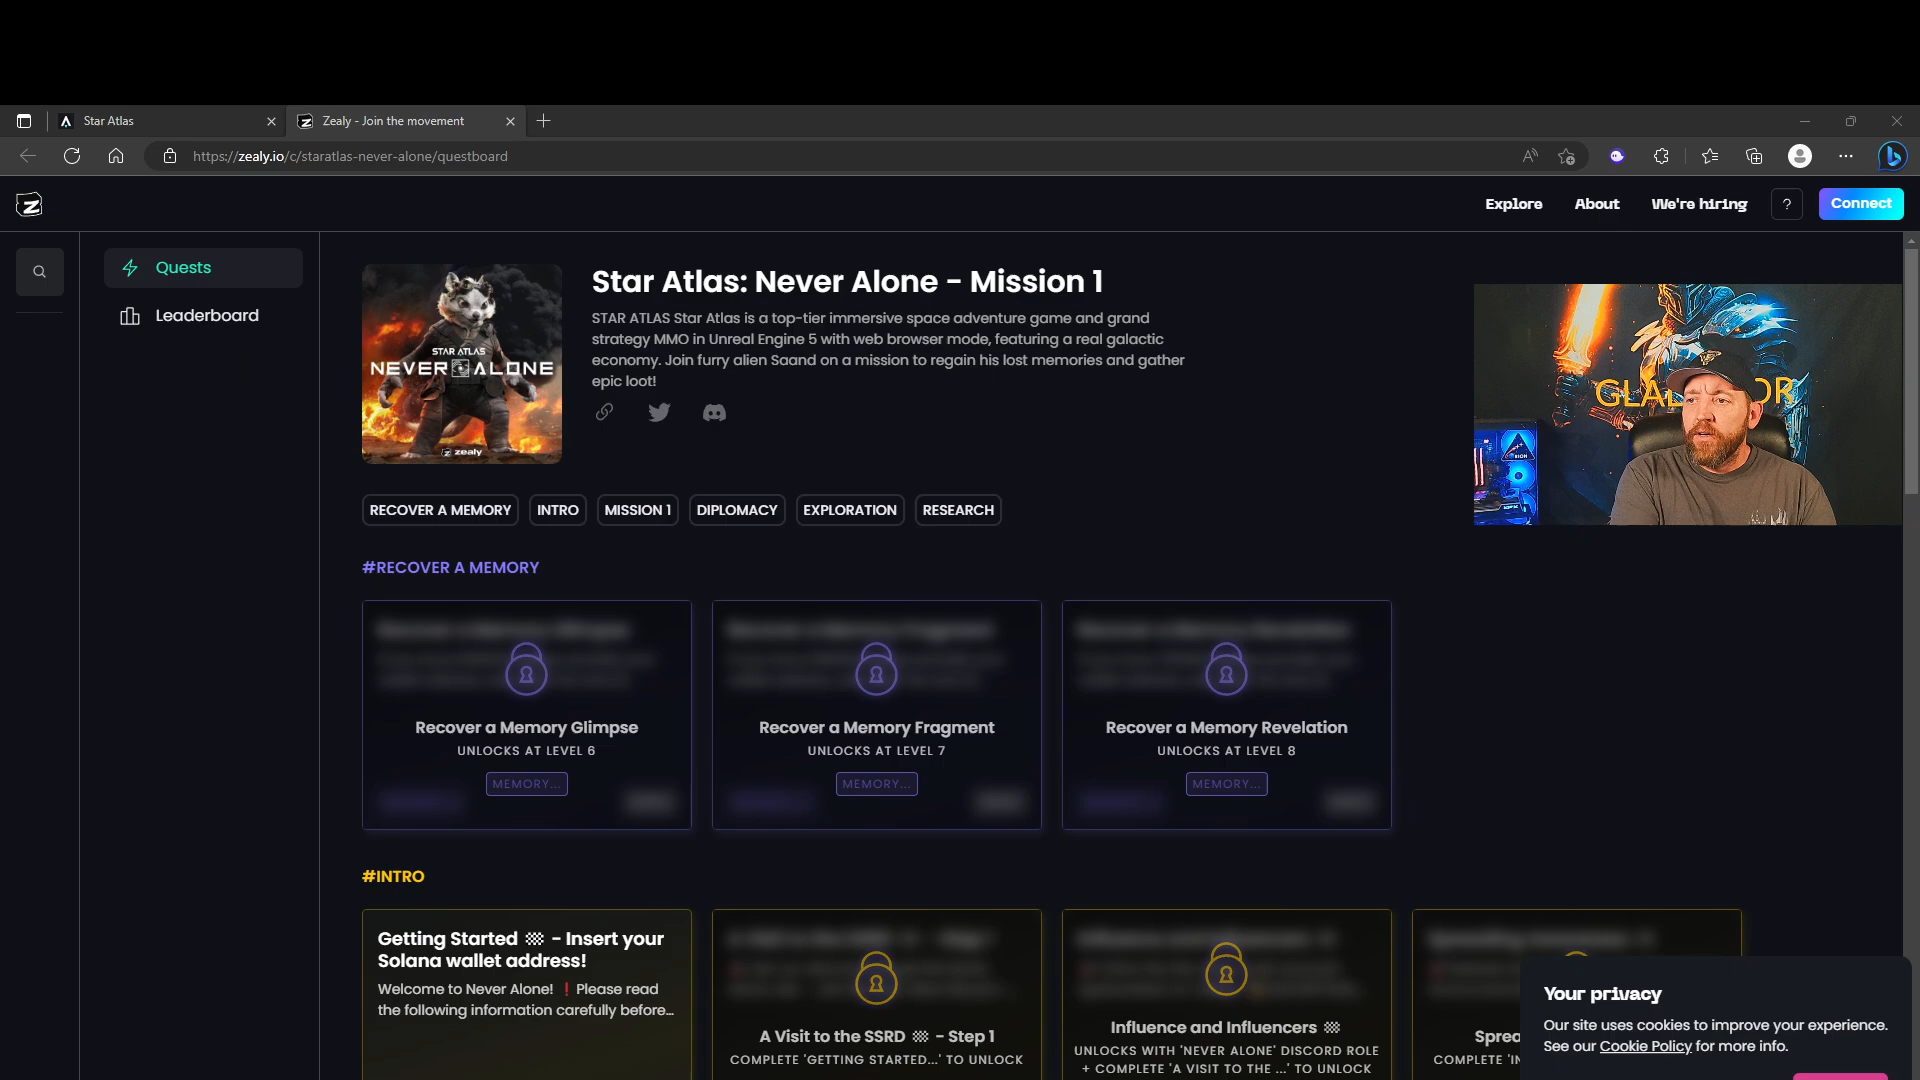 Star Atlas
Zealy - Join the movement
https://zealy.io/c/staratlas-never-alone/questboard
Explore
About
We're hiring
?
Connect
Quests
Leaderboard
STAR ATLAS
NEVER ALONE
zealy
Star Atlas: Never Alone - Mission 1
STAR ATLAS Star Atlas is a top-tier immersive space adventure game and grand
strategy MMO in Unreal Engine 5 with web browser mode, featuring a real galactic
economy. Join furry alien Saand on a mission to regain his lost memories and gather
epic loot!
RECOVER A MEMORY
INTRO
MISSION 1
DIPLOMACY
EXPLORATION
RESEARCH
#RECOVER A MEMORY
Recover a Memory Glimpse
UNLOCKS AT LEVEL 6
MEMORY...
Recover a Memory Fragment
UNLOCKS AT LEVEL 7
MEMORY...
Recover a Memory Revelation
UNLOCKS AT LEVEL 8
MEMORY...
#INTRO
Getting Started - Insert your
Solana wallet address!
Welcome to Never Alone! ❗ Please read
the following information carefully before...
A Visit to the SSRD - Step 1
COMPLETE 'GETTING STARTED...' TO UNLOCK
Influence and Influencers
UNLOCKS WITH 'NEVER ALONE' DISCORD ROLE
+ COMPLETE 'A VISIT TO THE ...' TO UNLOCK
COMPLETE
Your privacy
Our site uses cookies to improve your experience.
See our Cookie Policy for more info.